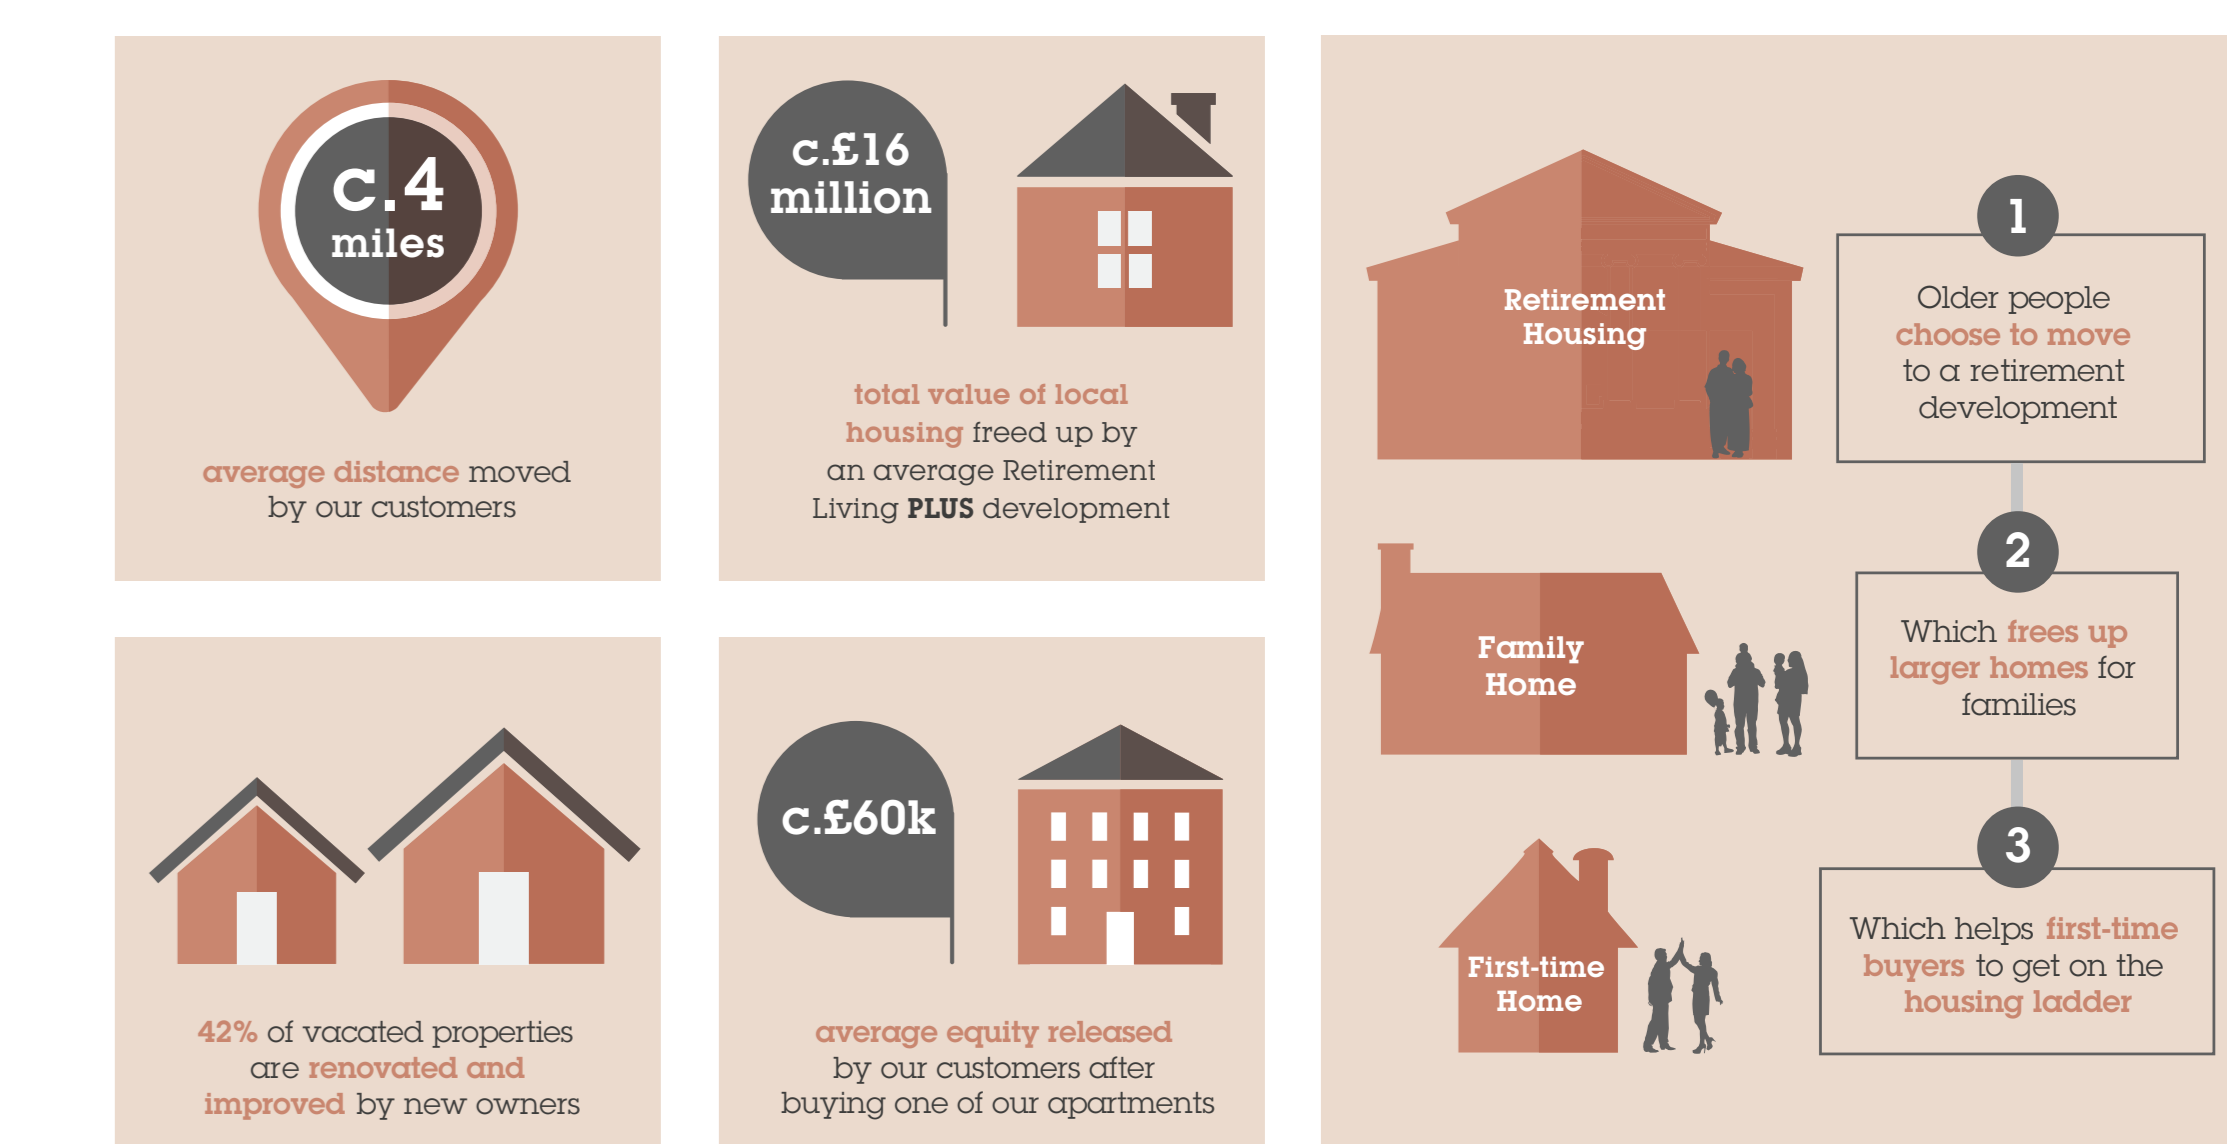 c.4
miles
average distance moved
by our customers
c.£16
million
total value of local
housing freed up by
an average Retirement
Living PLUS development
42% of vacated properties
are renovated and
improved by new owners
c.£60k
average equity released
by our customers after
buying one of our apartments
Retirement
Housing
1
Older people
choose to move
to a retirement
development
Family
Home
2
Which frees up
larger homes for
families
First-time
Home
3
Which helps first-time
buyers to get on the
housing ladder